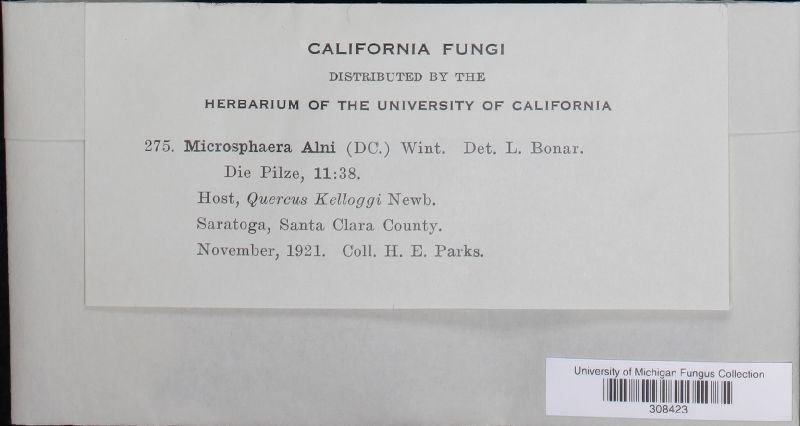 CALIFORNIA FUNGI
DISTRIBUTED BY THE
HERBARIUM OF THE UNIVERSITY OF CALIFORNIA
275. Microsphaera Alni (DC.) Wint. Det. L. Bonar.
Die Pilze, 11:38.
Host, Quercus Kelloggi Newb.
Saratoga, Santa Clara County.
November, 1921. Coll. H. E. Parks.
University of Michigan Fungus Collection
308423